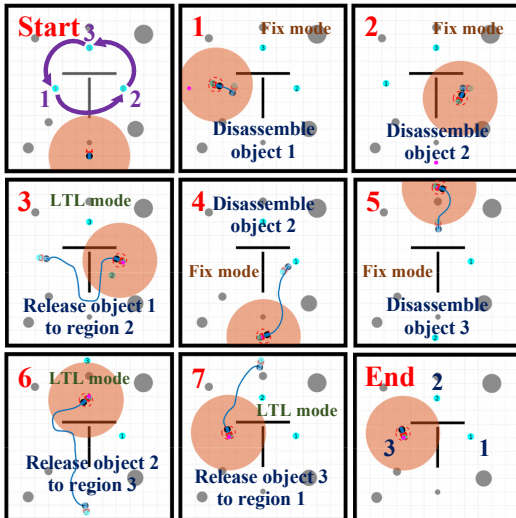 Start
3
1
2
1
Fix mode
Disassemble
object 1
2
Fix mode
Disassemble
object 2
3
LTL mode
Release object 1
to region 2
4
Disassemble
object 2
Fix mode
5
Fix mode
Disassemble
object 3
6
LTL mode
Release object 2
to region 3
7
LTL mode
Release object 3
to region 1
End
2
3
1